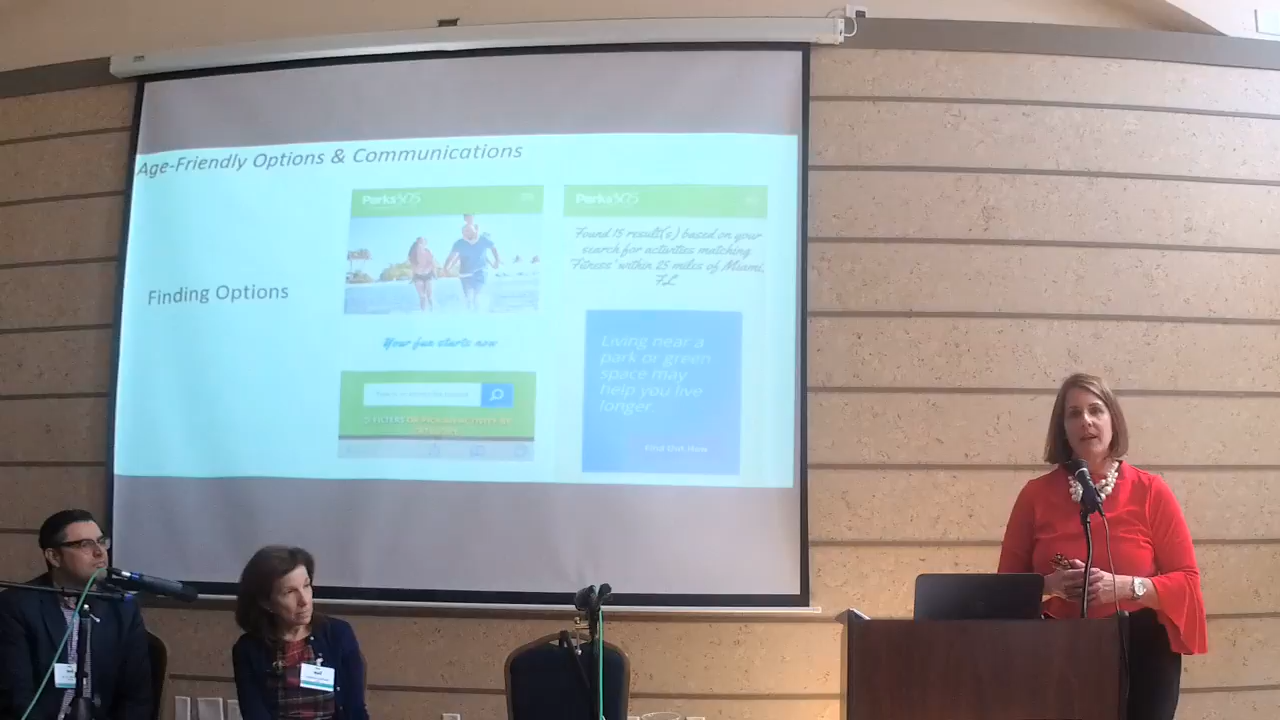 Age-Friendly Options & Communications
Finding Options
Parks305
Your fun starts now
Parks305
Found 15 result(s) based on your
search for activities matching
"Fitness" within 25 miles of Miami,
FL
Living near a
park or green
space may
help you live
longer.
Find Out How